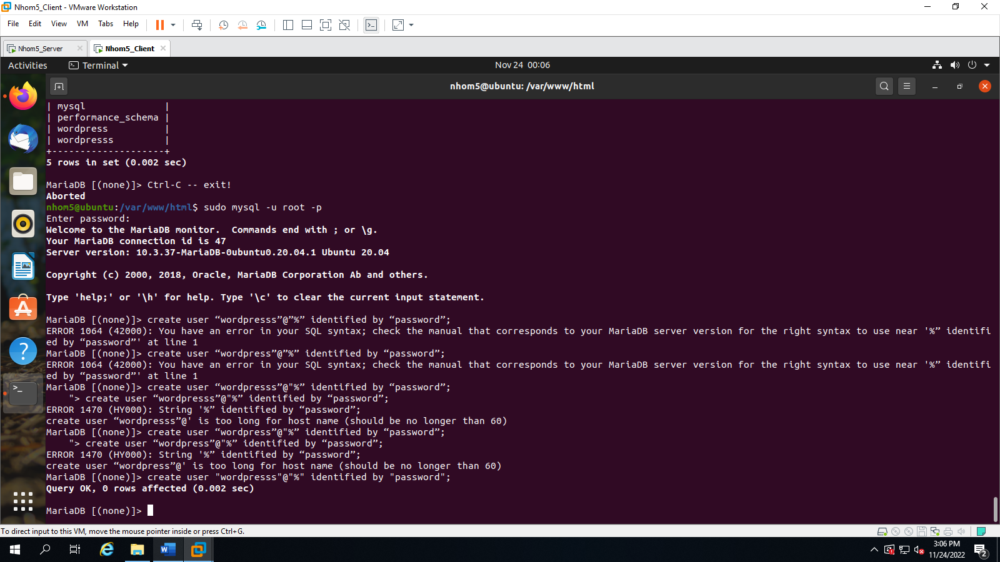 Nhom5_Client - VMware Workstation
File Edit View VM Tabs Help
Nhom5_Server
Nhom5_Client
Activities
Terminal
Nov 24 00:06
nhom5@ubuntu: /var/www/html
| mysql              |
| performance_schema |
| wordpress          |
| wordpresss         |
+--------------------+
5 rows in set (0.002 sec)
MariaDB [(none)]> Ctrl-C -- exit!
Aborted
nhom5@ubuntu:/var/www/html$ sudo mysql -u root -p
Enter password:
Welcome to the MariaDB monitor.  Commands end with ; or \g.
Your MariaDB connection id is 47
Server version: 10.3.37-MariaDB-0ubuntu0.20.04.1 Ubuntu 20.04
Copyright (c) 2000, 2018, Oracle, MariaDB Corporation Ab and others.
Type 'help;' or '\h' for help. Type '\c' to clear the current input statement.
MariaDB [(none)]> create user “wordpresss”@”%” identified by “password”;
ERROR 1064 (42000): You have an error in your SQL syntax; check the manual that corresponds to your MariaDB server version for the right syntax to use near '%” identifi
ed by “password”' at line 1
MariaDB [(none)]> create user “wordpress”@”%” identified by “password”;
ERROR 1064 (42000): You have an error in your SQL syntax; check the manual that corresponds to your MariaDB server version for the right syntax to use near '%” identifi
ed by “password”' at line 1
MariaDB [(none)]> create user “wordpresss”@"%” identified by “password”;
    "> create user “wordpresss”@"%” identified by “password”;
ERROR 1470 (HY000): String '%” identified by “password”;
create user “wordpresss”@' is too long for host name (should be no longer than 60)
MariaDB [(none)]> create user “wordpress”@"%” identified by “password”;
    "> create user “wordpress”@"%” identified by “password”;
ERROR 1470 (HY000): String '%” identified by “password”;
create user “wordpress”@' is too long for host name (should be no longer than 60)
MariaDB [(none)]> create user "wordpresss"@"%" identified by "password";
Query OK, 0 rows affected (0.002 sec)
MariaDB [(none)]>
To direct input to this VM, move the mouse pointer inside or press Ctrl+G.
3:06 PM
11/24/2022
2